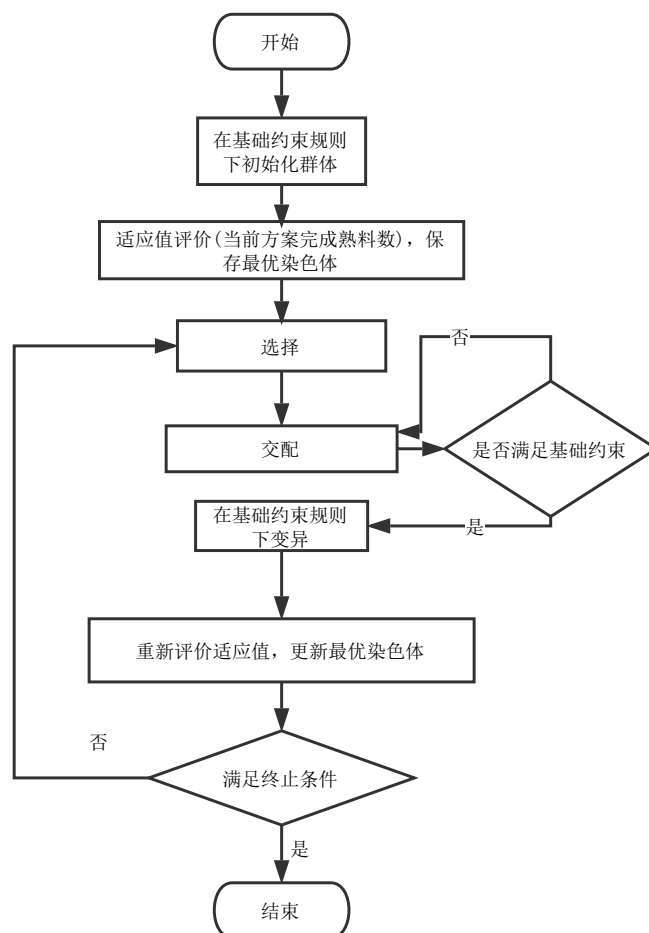 开始
在基础约束规则
下初始化群体
适应值评价(当前方案完成熟料数)，保
存最优染色体
选择
否
交配
是否满足基础约束
在基础约束规则
下变异
是
重新评价适应值，更新最优染色体
否
满足终止条件
是
结束